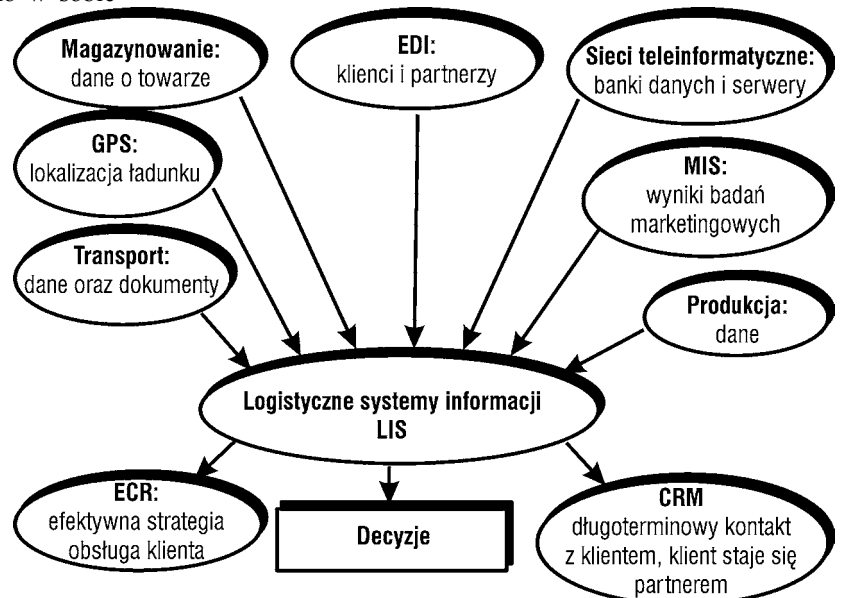 Magazynowanie:
dane o towarze
EDI:
klienci i partnerzy
Sieci teleinformatyczne:
banki danych i serwery
GPS:
lokalizacja ładunku
MIS:
wyniki badań
marketingowych
Transport:
dane oraz dokumenty
Produkcja:
dane
Logistyczne systemy informacji
LIS
ECR:
efektywna strategia
obsługa klienta
Decyzje
CRM
długoterminowy kontakt
z klientem, klient staje się
partnerem